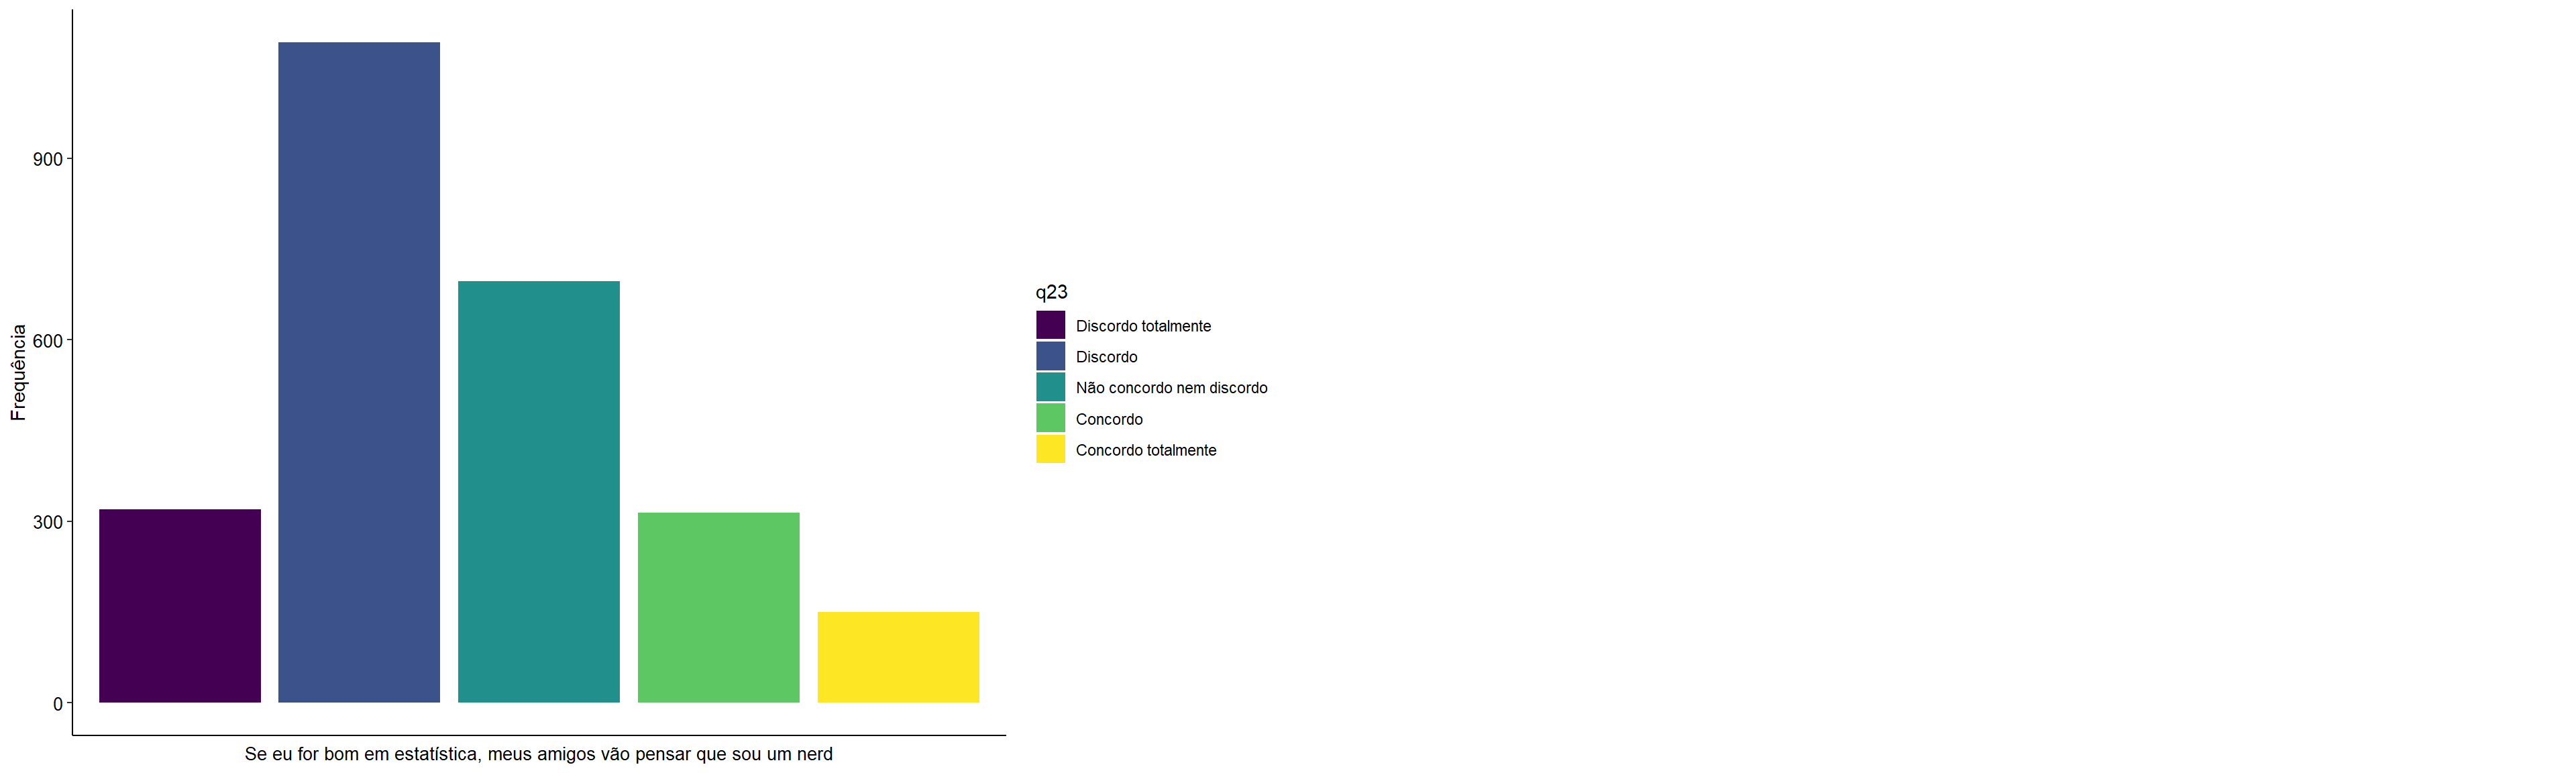 900
600
300
0
Frequência
Se eu for bom em estatística, meus amigos vão pensar que sou um nerd
q23
Discordo totalmente
Discordo
Não concordo nem discordo
Concordo
Concordo totalmente